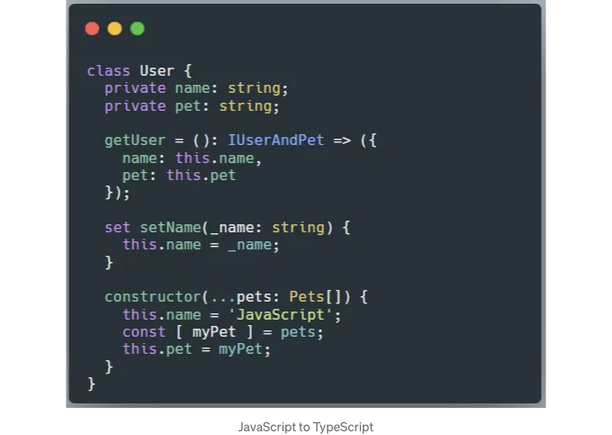 class User {
  private name: string;
  private pet: string;

  getUser = (): IUserAndPet => ({
    name: this.name,
    pet: this.pet
  });

  set setName(_name: string) {
    this.name = _name;
  }

  constructor(...pets: Pets[]) {
    this.name = 'JavaScript';
    const [ myPet ] = pets;
    this.pet = myPet;
  }
}
JavaScript to TypeScript